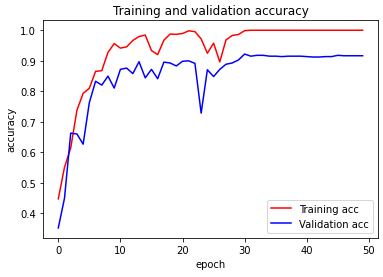 Training and validation accuracy
accuracy
1.0
0.9
0.8
0.7
0.6
0.5
0.4
0 10 20 30 40 50
epoch
Training acc
Validation acc